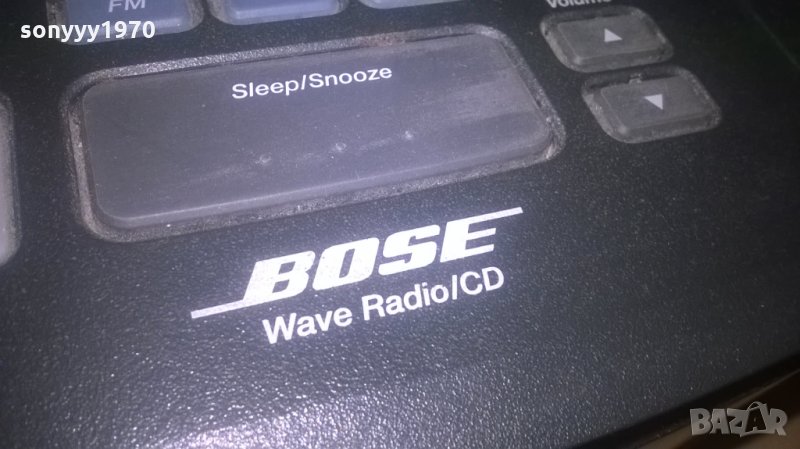 sonyyy1970
FM
Volume
Sleep/Snooze
BOSE
Wave Radio/CD
BAZAR